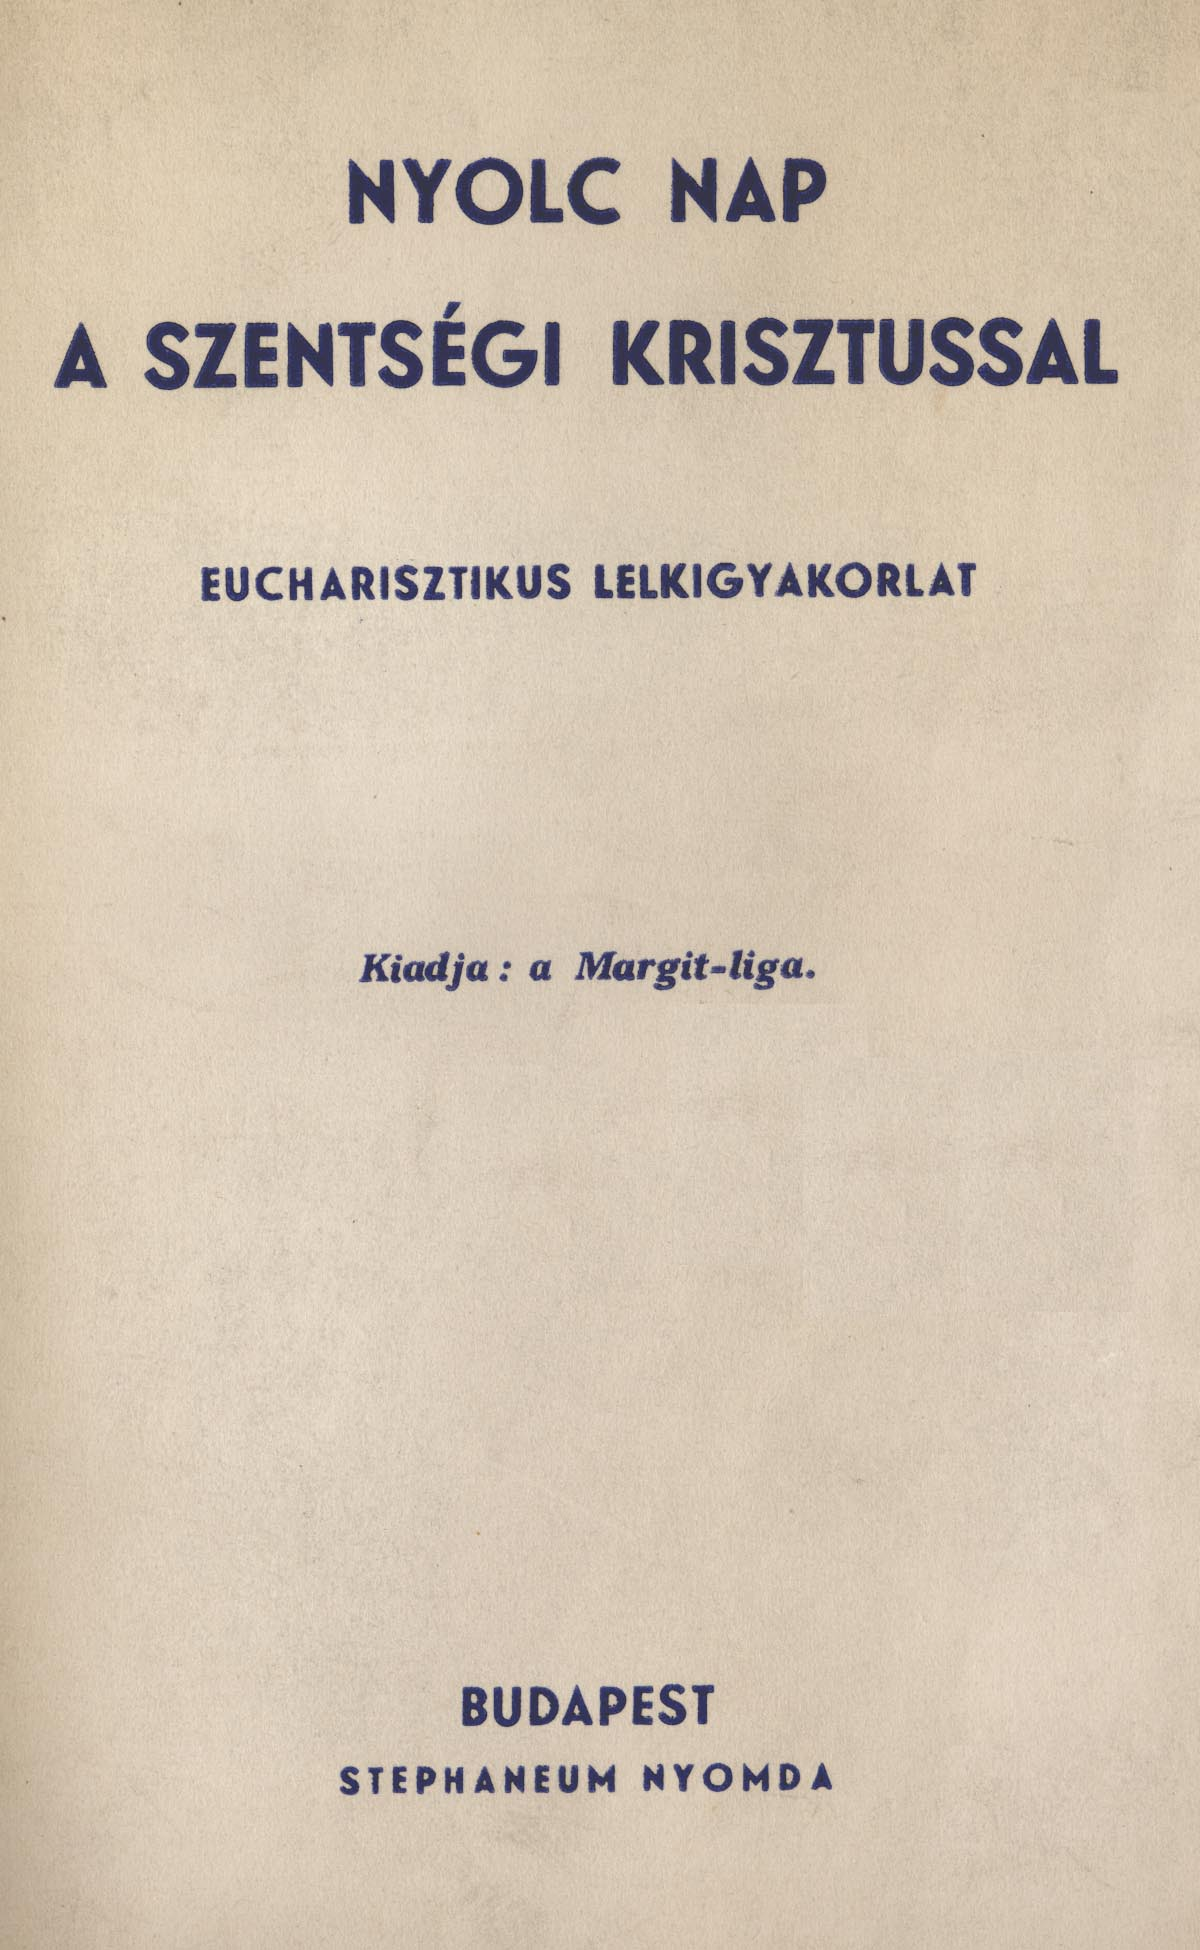 NYOLC NAP
A SZENTSÉGI KRISZTUSSAL
EUCHARISZTIKUS LELKIGYAKORLAT
Kiadja: a Margit-liga.
BUDAPEST
STEPHANEUM NYOMDA